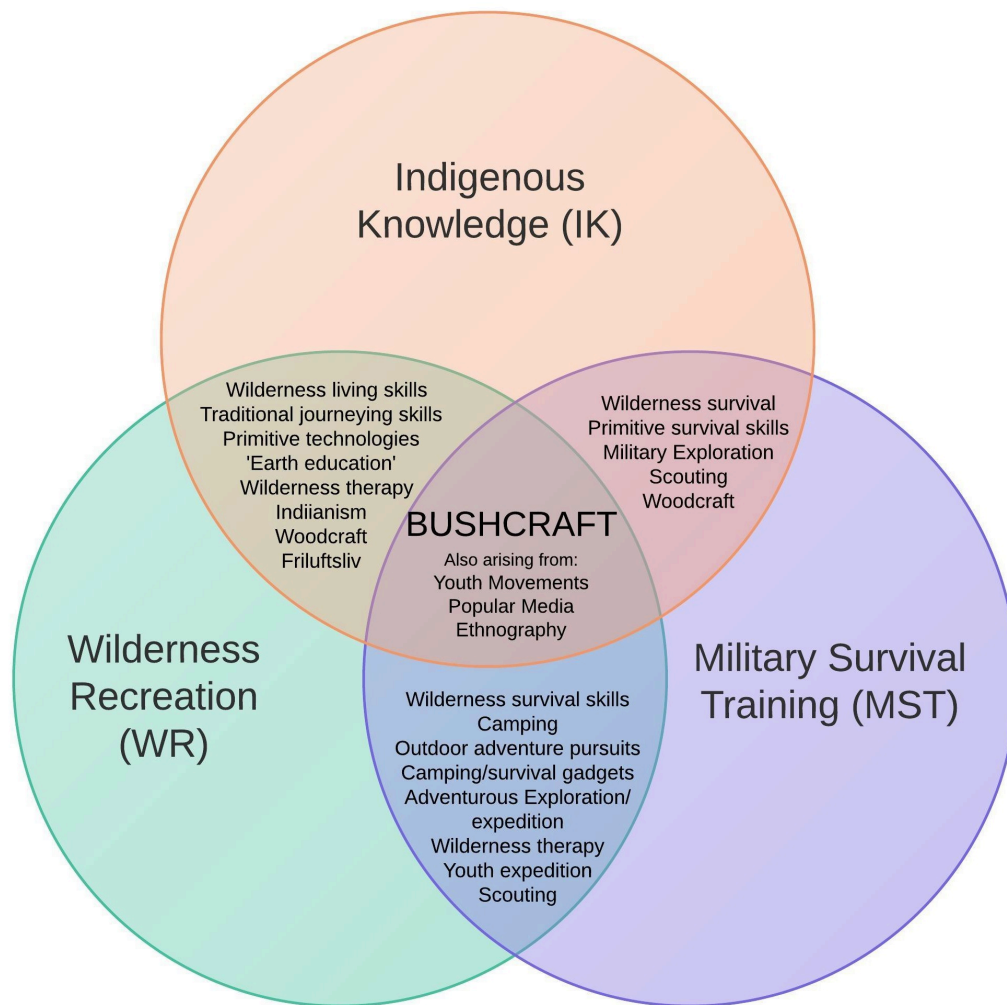 Indigenous
Knowledge (IK)
Wilderness living skills
Traditional journeying skills
Primitive technologies
'Earth education'
Wilderness therapy
Indiianism
Woodcraft
Friluftsliv
Wilderness survival
Primitive survival skills
Military Exploration
Scouting
Woodcraft
BUSHCRAFT
Also arising from:
Youth Movements
Popular Media
Ethnography
Wilderness
Recreation
(WR)
Military Survival
Training (MST)
Wilderness survival skills
Camping
Outdoor adventure pursuits
Camping/survival gadgets
Adventurous Exploration/
expedition
Wilderness therapy
Youth expedition
Scouting